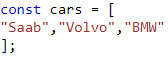 const cars = [
"Saab","Volvo","BMW"
];